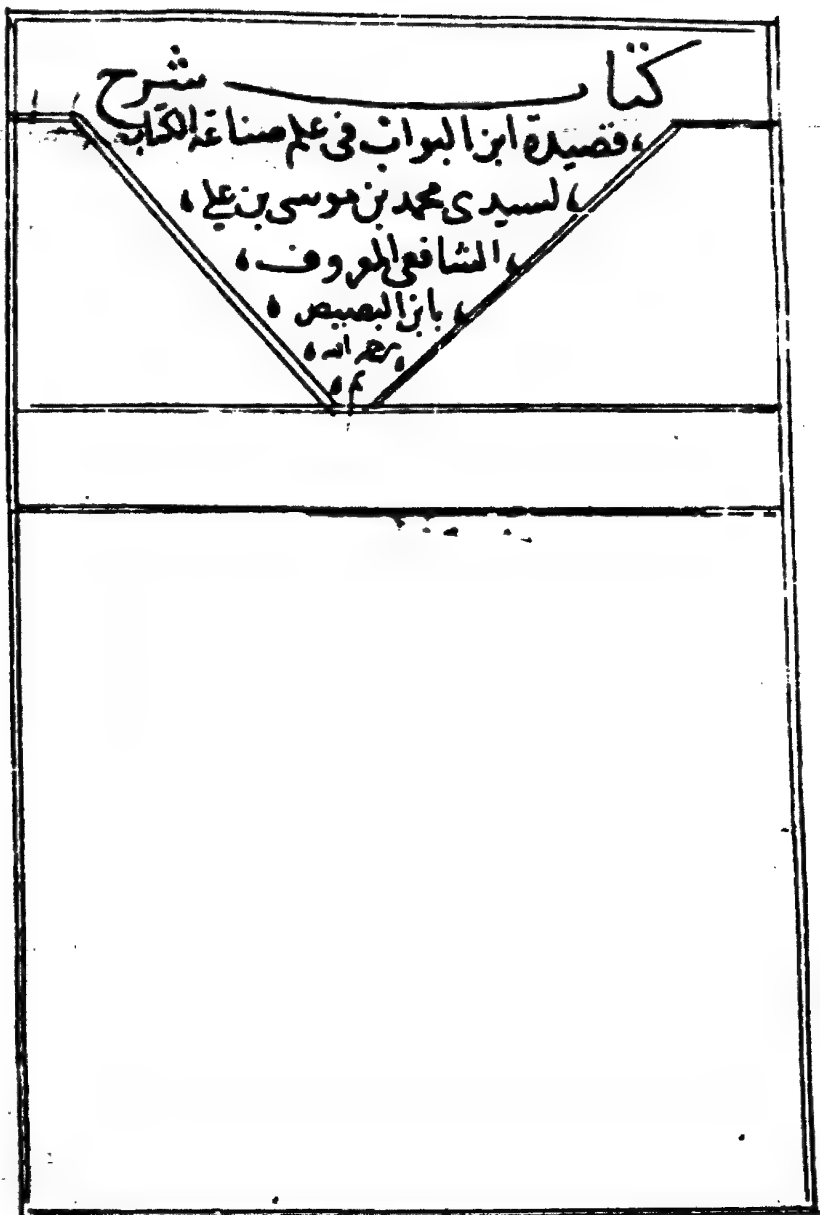 كتاب شرح
قصيدة ابن البواب في علم صناعة الكتاب
لسيدي محمد بن موسى بن علي
الشافعي المعروف
بابن البصيص
رحمه الله
م